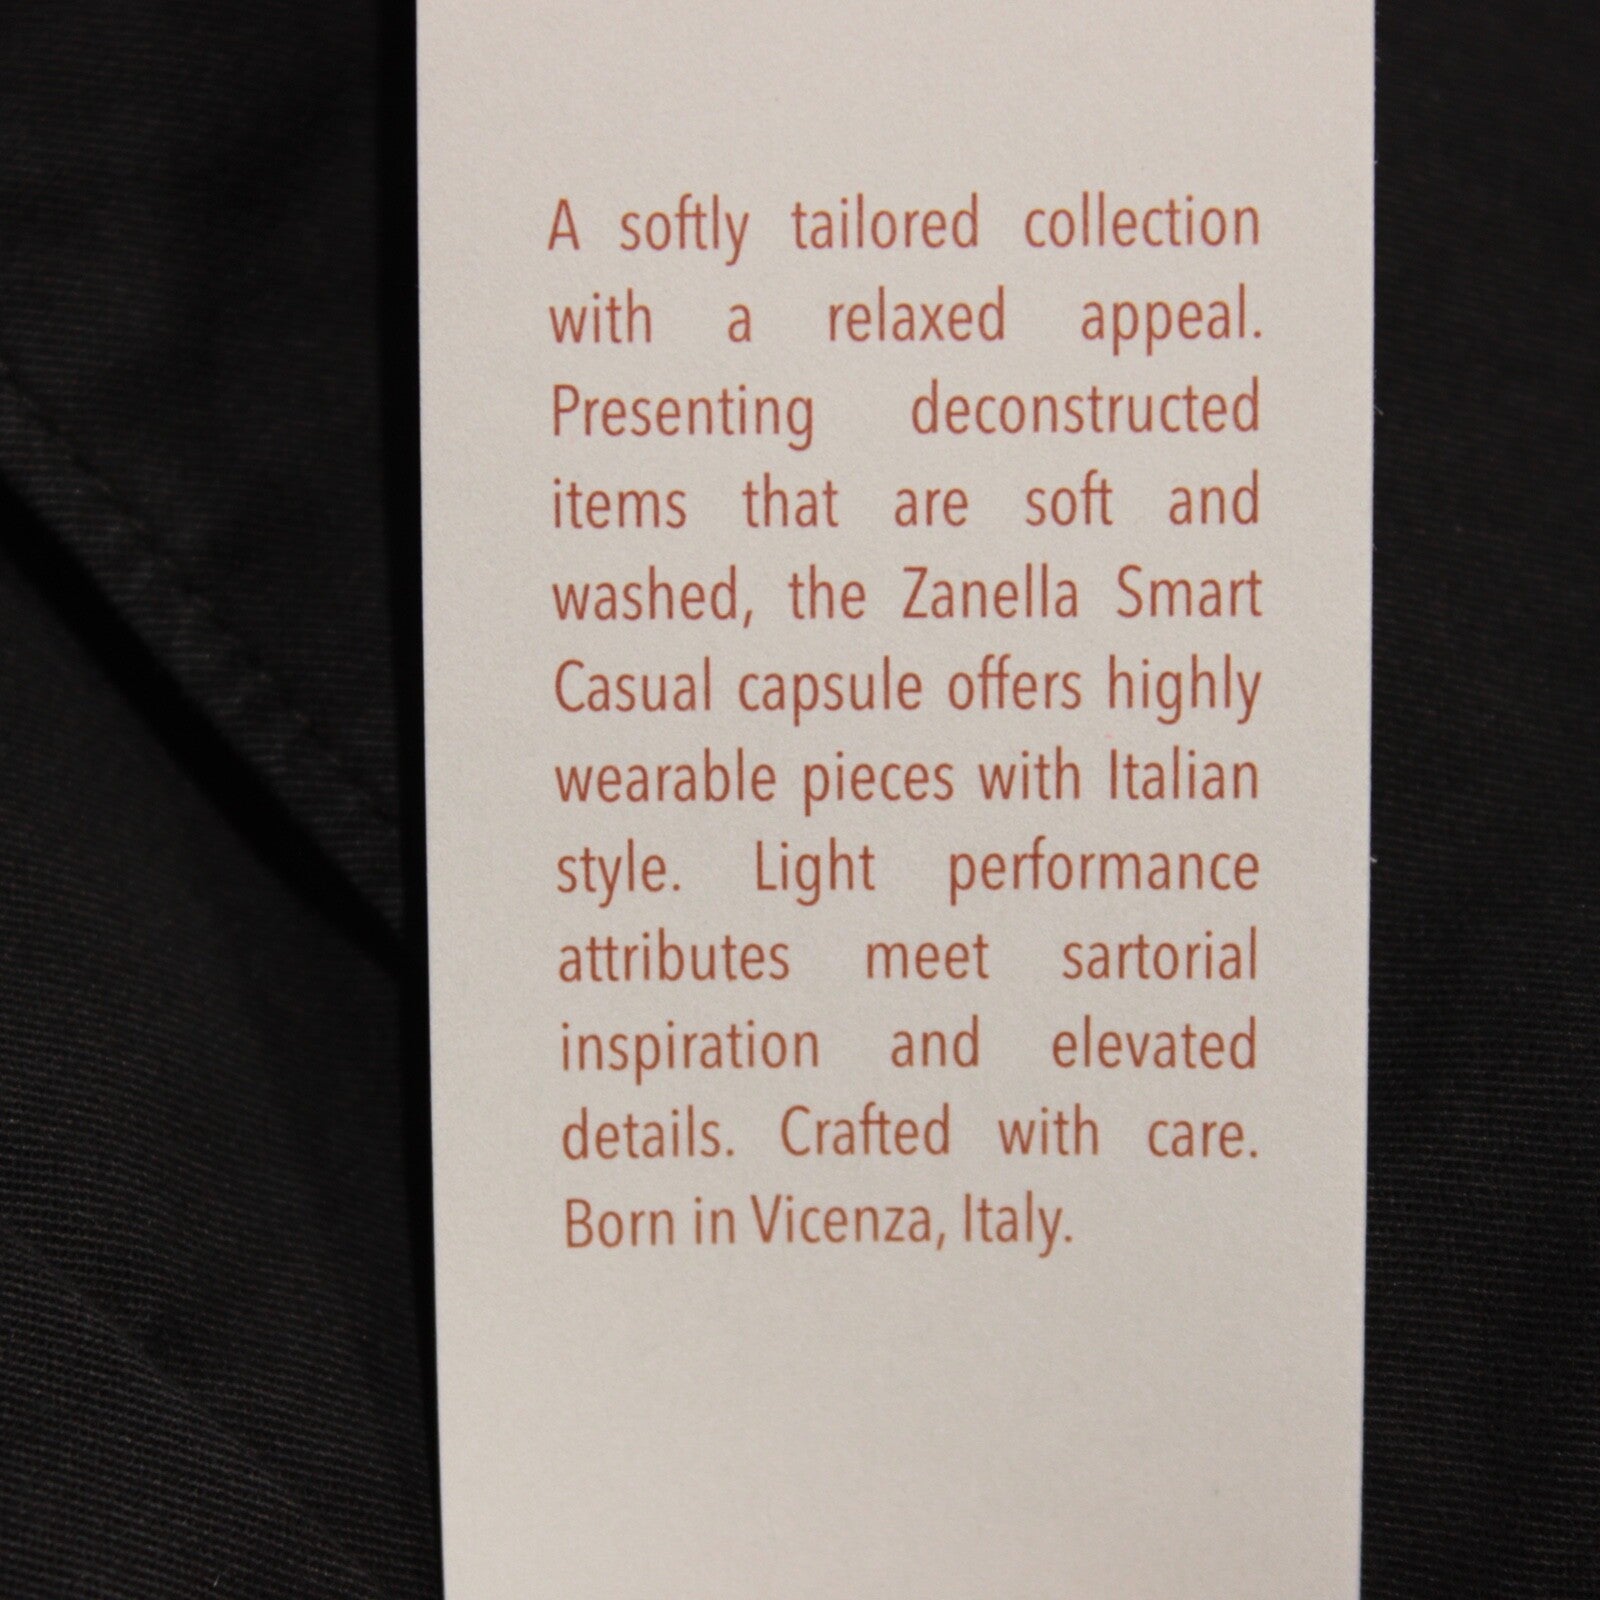 A softly tailored collection
with a relaxed appeal.
Presenting deconstructed
items that are soft and
washed, the Zanella Smart
Casual capsule offers highly
wearable pieces with Italian
style. Light performance
attributes meet sartorial
inspiration and elevated
details. Crafted with care.
Born in Vicenza, Italy.